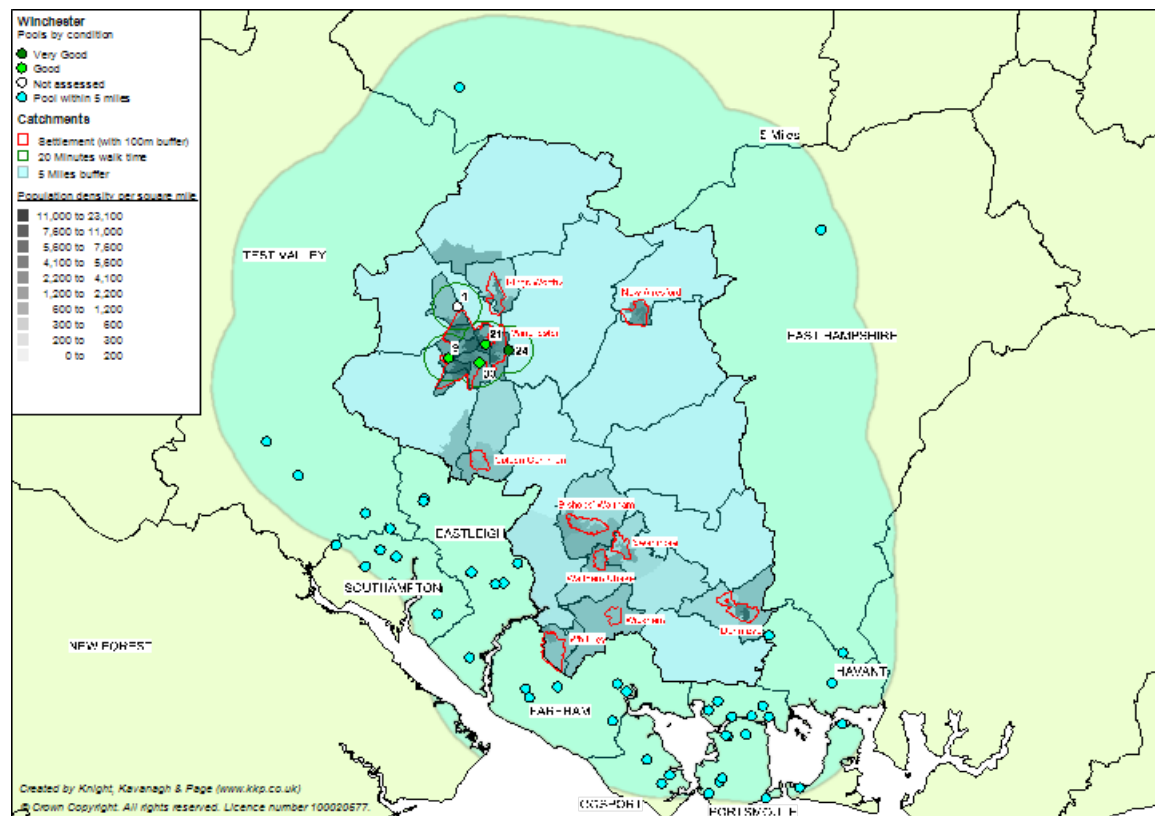 Winchester
Pools by condition
Very Good
Good
Not assessed
Pool within 5 miles
Catchments
Settlement (with 100m buffer)
20 Minutes walk time
5 Miles buffer
Population density per square mile
11,000 to 23,100
7,600 to 11,000
5,600 to 7,600
4,100 to 5,600
2,200 to 4,100
1,200 to 2,200
600 to 1,200
300 to 600
200 to 300
0 to 200
5 Miles
TEST VALLEY
Kings Worthy
1
New Alresford
Winchester
21
EAST HAMPSHIRE
24
33
Colden Common
Bishops' Waltham
EASTLEIGH
Swanmore
Waltham Chase
SOUTHAMPTON
Wickham
Denmead
NEW FOREST
Whiteley
HAVANT
FAREHAM
Created by Knight, Kavanagh & Page (www.kkp.co.uk)
© Crown Copyright. All rights reserved. Licence number 100020577.
GOSPORT
PORTSMOUTH